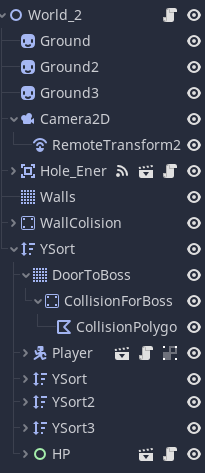 World_2
Ground
Ground2
Ground3
Camera2D
RemoteTransform2
Hole_Ener
Walls
WallColision
YSort
DoorToBoss
CollisionForBoss
CollisionPolygo
Player
YSort
YSort2
YSort3
HP